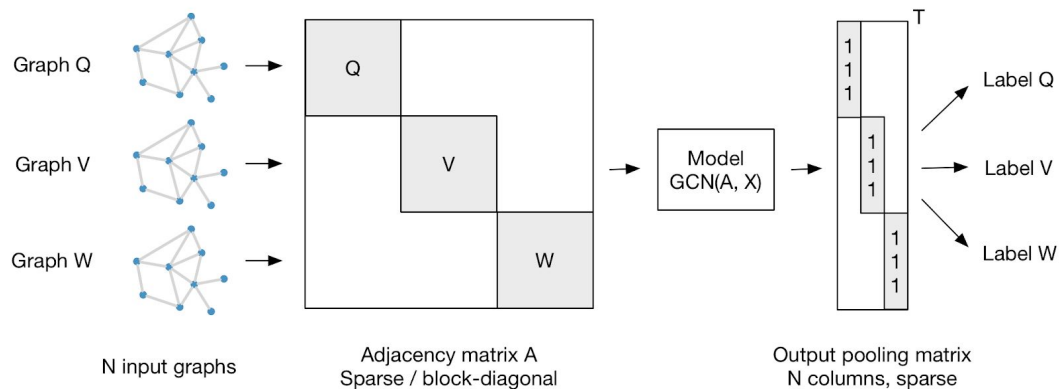 Graph Q
Graph V
Graph W
N input graphs
Q
V
W
Adjacency matrix A
Sparse / block-diagonal
Model
GCN(A, X)
T
1
1
1
1
1
1
1
1
1
Output pooling matrix
N columns, sparse
Label Q
Label V
Label W